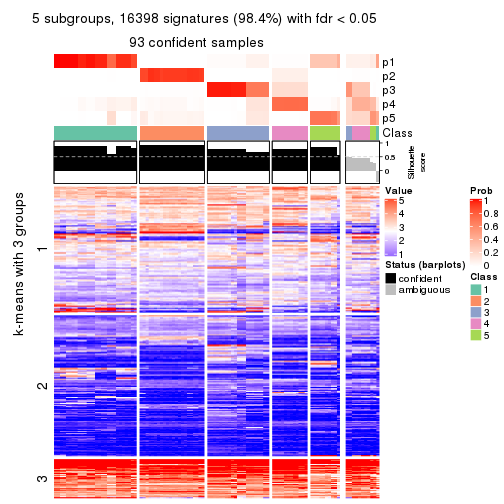 5 subgroups, 16398 signatures (98.4%) with fdr < 0.05
93 confident samples
p1
p2
p3
p4
p5
Class
1
0.5
0
Silhouette
score
k-means with 3 groups
1
2
3
Value
5
4
3
2
1
Status (barplots)
confident
ambiguous
Prob
1
0.8
0.6
0.4
0.2
0
Class
1
2
3
4
5